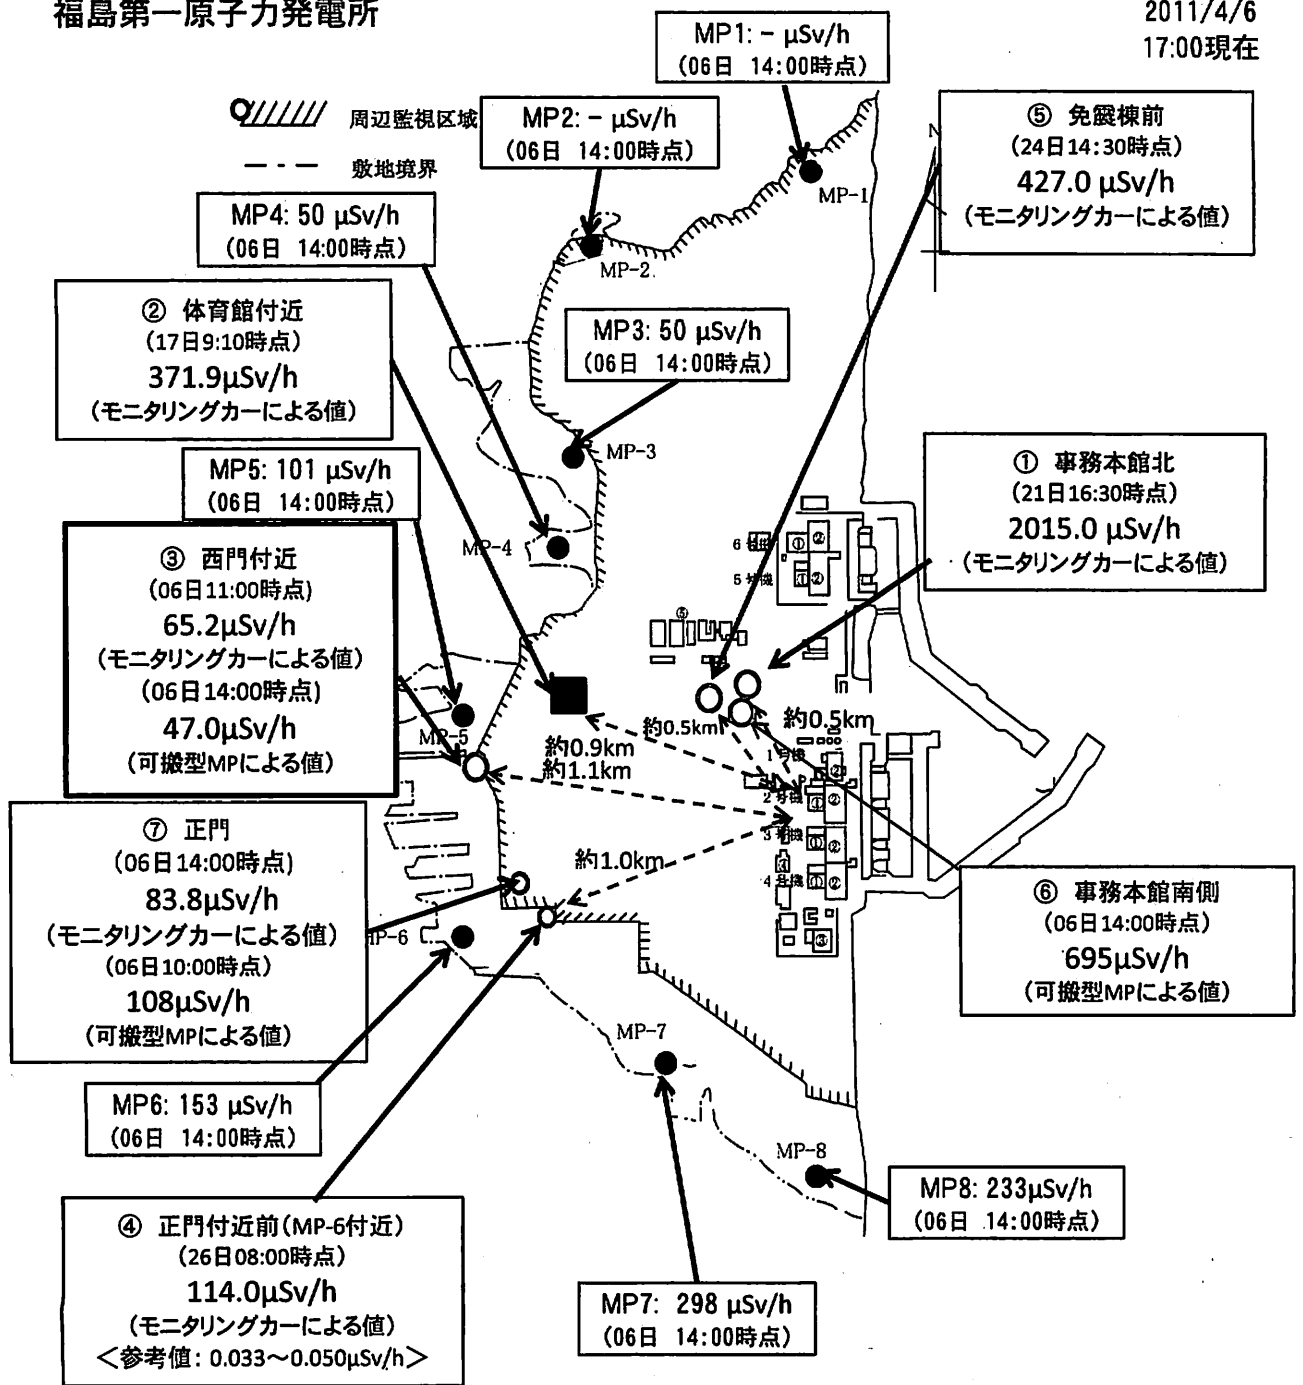 福島第一原子力発電所
2011/4/6
17:00現在
MP1: － μSv/h
(06日 14:00時点)
周辺監視区域
敷地境界
MP2: － μSv/h
(06日 14:00時点)
⑤ 免震棟前
(24日14:30時点)
427.0 μSv/h
(モニタリングカーによる値)
N
MP-1
MP4: 50 μSv/h
(06日 14:00時点)
MP-2
② 体育館付近
(17日9:10時点)
371.9μSv/h
(モニタリングカーによる値)
MP3: 50 μSv/h
(06日 14:00時点)
MP-3
MP5: 101 μSv/h
(06日 14:00時点)
① 事務本館北
(21日16:30時点)
2015.0 μSv/h
(モニタリングカーによる値)
MP-4
6号機
① ②
5号機
① ②
⑤
③ 西門付近
(06日11:00時点)
65.2μSv/h
(モニタリングカーによる値)
(06日14:00時点)
47.0μSv/h
(可搬型MPによる値)
MP-5
約0.5km
約0.5km
約0.9km
約1.1km
1号機
②
2号機
① ②
3号機
① ②
4号機
① ②
③
約1.0km
⑦ 正門
(06日14:00時点)
83.8μSv/h
(モニタリングカーによる値)
(06日10:00時点)
108μSv/h
(可搬型MPによる値)
MP-6
⑥ 事務本館南側
(06日14:00時点)
695μSv/h
(可搬型MPによる値)
MP-7
MP6: 153 μSv/h
(06日 14:00時点)
MP-8
MP8: 233μSv/h
(06日 14:00時点)
④ 正門付近前(MP-6付近)
(26日08:00時点)
114.0μSv/h
(モニタリングカーによる値)
＜参考値: 0.033～0.050μSv/h＞
MP7: 298 μSv/h
(06日 14:00時点)